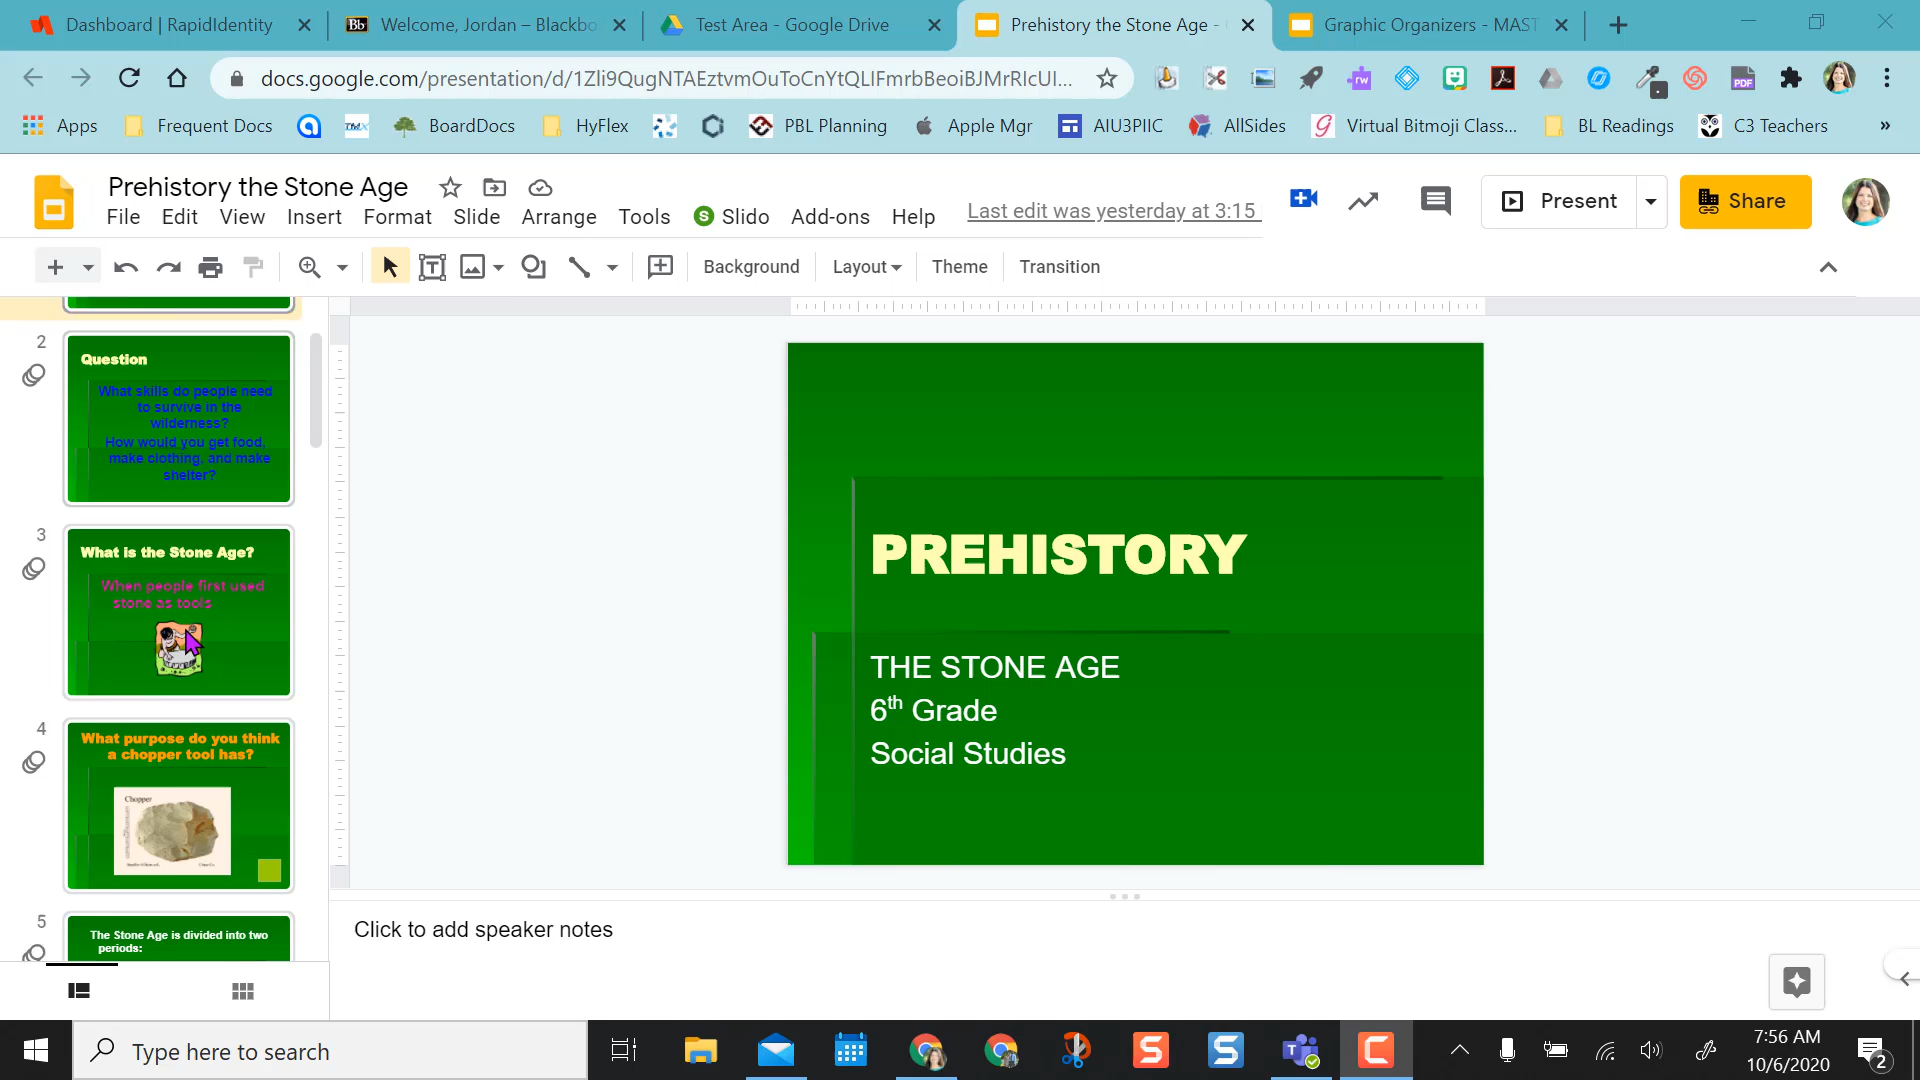 Dashboard | RapidIdentity
Bb Welcome, Jordan – Blackbo
Test Area - Google Drive
Prehistory the Stone Age -
Graphic Organizers - MAST
docs.google.com/presentation/d/1Zli9QugNTAEztvmOuToCnYtQLIFmrbBeoiBJMrRIcUI...
rw
PDF
Apps
Frequent Docs
TMX
BoardDocs
HyFlex
PBL Planning
Apple Mgr
AIU3PIIC
AllSides
Virtual Bitmoji Class...
BL Readings
C3 Teachers
»
Prehistory the Stone Age
File Edit View Insert Format Slide Arrange Tools S Slido Add-ons Help
Last edit was yesterday at 3:15
Present
Share
Background
Layout
Theme
Transition
2
Question
What skills do people need
to survive in the
wilderness?
How would you get food,
make clothing, and make
shelter?
3
What is the Stone Age?
When people first used
stone as tools
4
What purpose do you think
a chopper tool has?
Chopper
5
The Stone Age is divided into two
periods:
PREHISTORY
THE STONE AGE
6th Grade
Social Studies
Click to add speaker notes
Type here to search
S
S
C
7:56 AM
10/6/2020
2